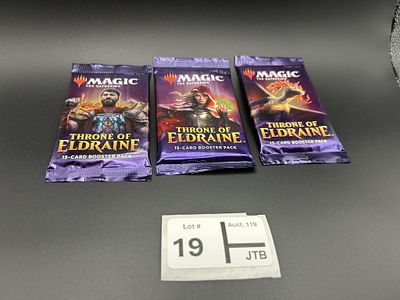 MAGIC
THE GATHERING
THRONE OF
ELDRAINE
15-CARD BOOSTER PACK
MAGIC
THE GATHERING
THRONE OF
ELDRAINE
15-CARD BOOSTER PACK
MAGIC
THE GATHERING
THRONE OF
ELDRAINE
15-CARD BOOSTER PACK
Lot #
Auct. 119
19
JTB